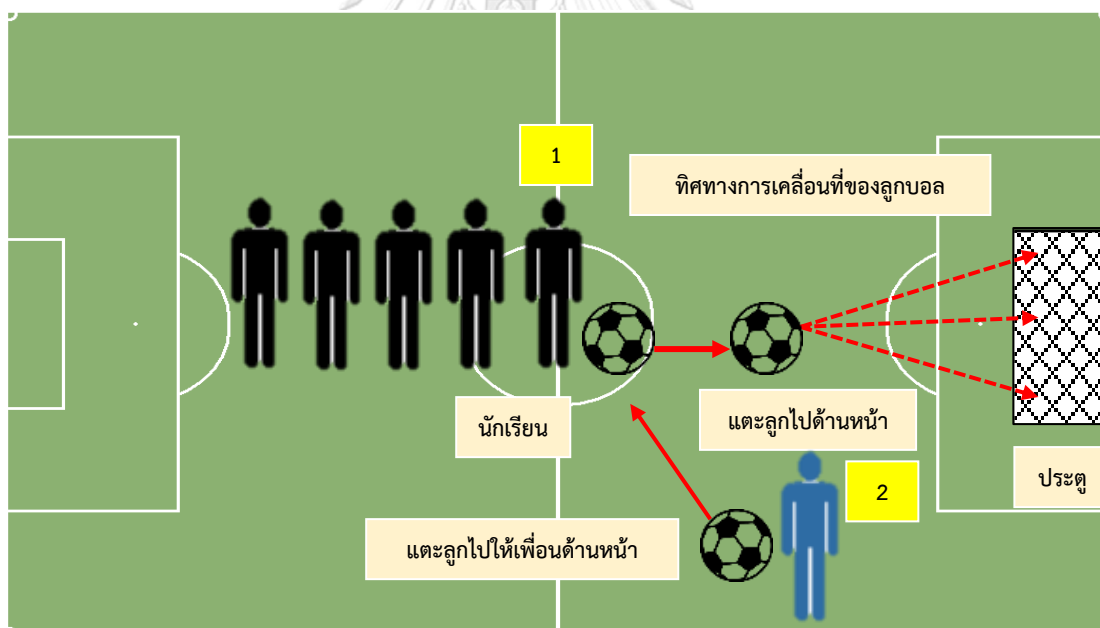 1
ทิศทางการเคลื่อนที่ของลูกบอล
นักเรียน
แตะลูกไปด้านหน้า
ประตู
2
แตะลูกไปให้เพื่อนด้านหน้า